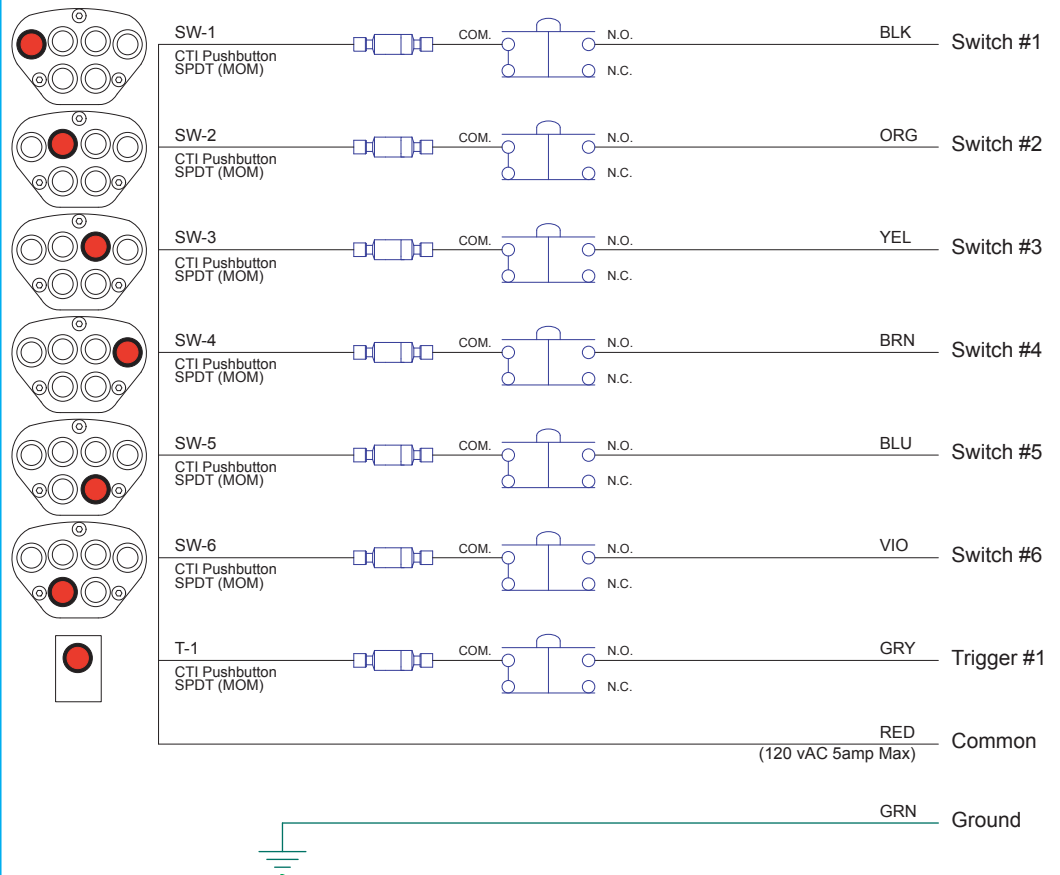 SW-1 COM. N.O. BLK Switch #1
CTI Pushbutton
SPDT (MOM) N.C.
SW-2 COM. N.O. ORG Switch #2
CTI Pushbutton
SPDT (MOM) N.C.
SW-3 COM. N.O. YEL Switch #3
CTI Pushbutton
SPDT (MOM) N.C.
SW-4 COM. N.O. BRN Switch #4
CTI Pushbutton
SPDT (MOM) N.C.
SW-5 COM. N.O. BLU Switch #5
CTI Pushbutton
SPDT (MOM) N.C.
SW-6 COM. N.O. VIO Switch #6
CTI Pushbutton
SPDT (MOM) N.C.
T-1 COM. N.O. GRY Trigger #1
CTI Pushbutton
SPDT (MOM) N.C.
RED Common
(120 vAC 5amp Max)
GRN Ground